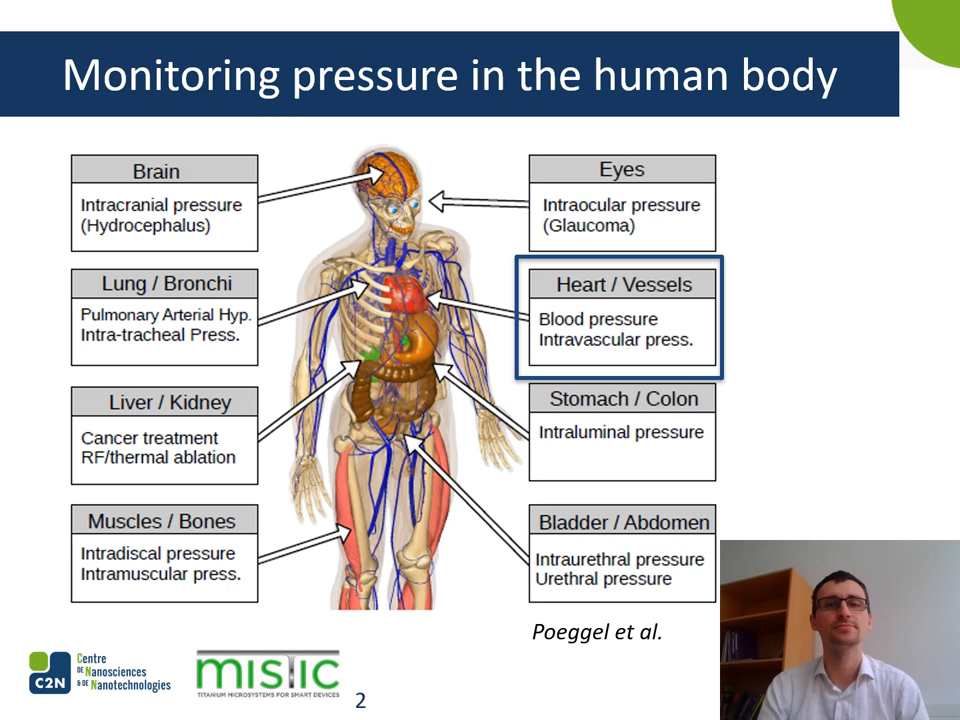 Monitoring pressure in the human body
Brain
Intracranial pressure
(Hydrocephalus)
Lung / Bronchi
Pulmonary Arterial Hyp.
Intra-tracheal Press.
Liver / Kidney
Cancer treatment
RF/thermal ablation
Muscles / Bones
Intradiscal pressure
Intramuscular press.
Eyes
Intraocular pressure
(Glaucoma)
Heart / Vessels
Blood pressure
Intravascular press.
Stomach / Colon
Intraluminal pressure
Bladder / Abdomen
Intraurethral pressure
Urethral pressure
Poeggel et al.
C2N
Centre
DE Nanosciences
& DE Nanotechnologies
MISTIC
TITANIUM MICROSYSTEMS FOR SMART DEVICES
2